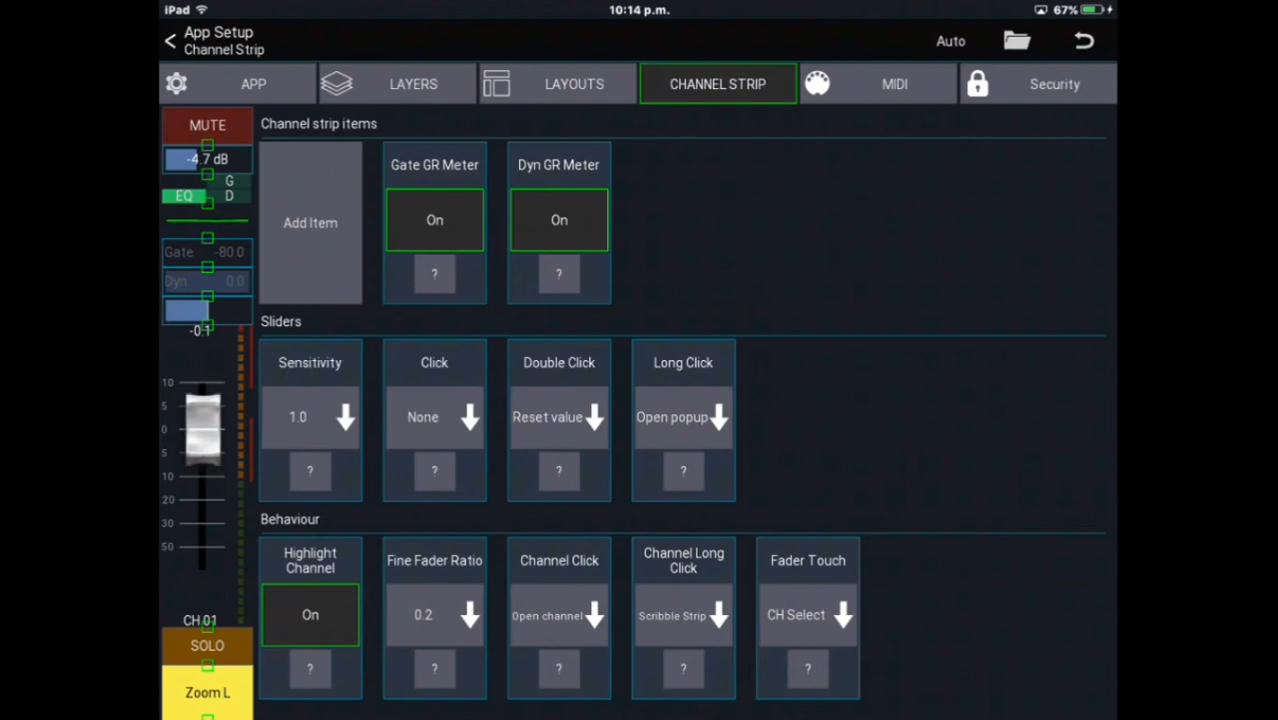 iPad
10:14 p.m.
67%
App Setup
Channel Strip
Auto
APP
LAYERS
LAYOUTS
CHANNEL STRIP
MIDI
Security
MUTE
-4.7 dB
G
EQ D
Gate -80.0
Dyn 0.0
-0.1
10
5
0
5
10
20
30
50
CH.01
SOLO
Zoom L
Channel strip items
Add Item
Gate GR Meter
On
?
Dyn GR Meter
On
?
Sliders
Sensitivity
1.0
?
Click
None
?
Double Click
Reset value
?
Long Click
Open popup
?
Behaviour
Highlight
Channel
On
?
Fine Fader Ratio
0.2
?
Channel Click
Open channel
?
Channel Long
Click
Scribble Strip
?
Fader Touch
CH Select
?